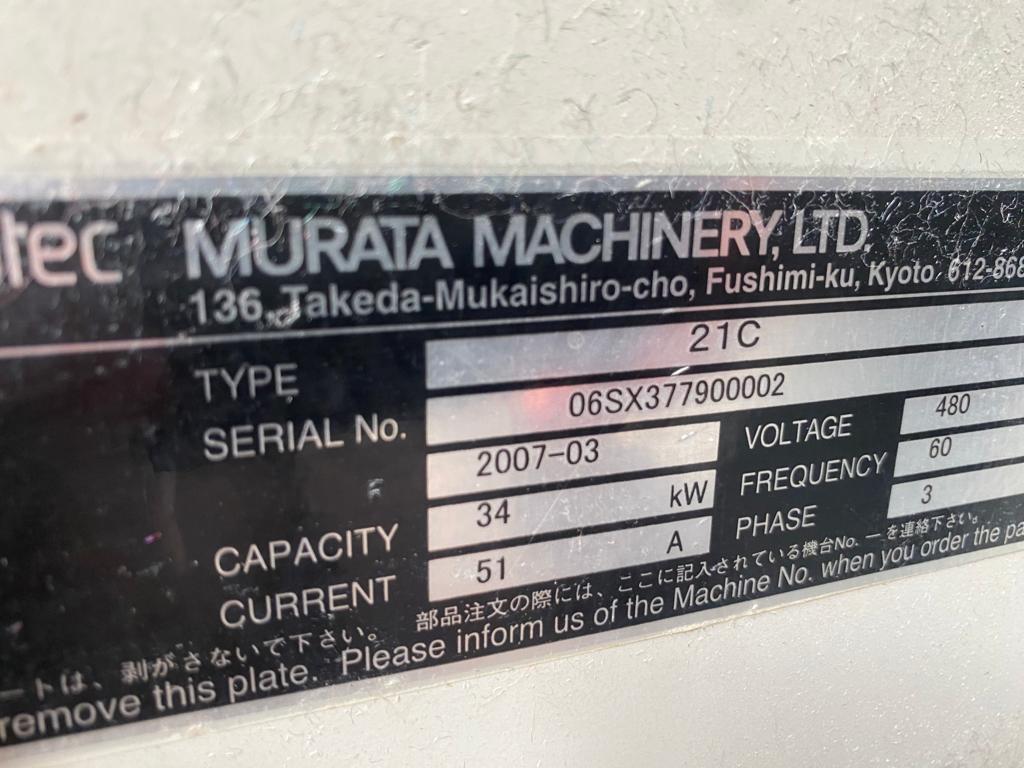 tec MURATA MACHINERY, LTD.
136, Takeda-Mukaishiro-cho, Fushimi-ku, Kyoto 612-868
TYPE 21C
SERIAL No. 06SX377900002
2007-03 VOLTAGE 480
CAPACITY 34 kW FREQUENCY 60
CURRENT 51 A PHASE 3
ートは、剥がさないで下さい。 部品注文の際には、ここに記入されている機台No. ーを連絡下さい。
remove this plate. Please inform us of the Machine No. when you order the pa